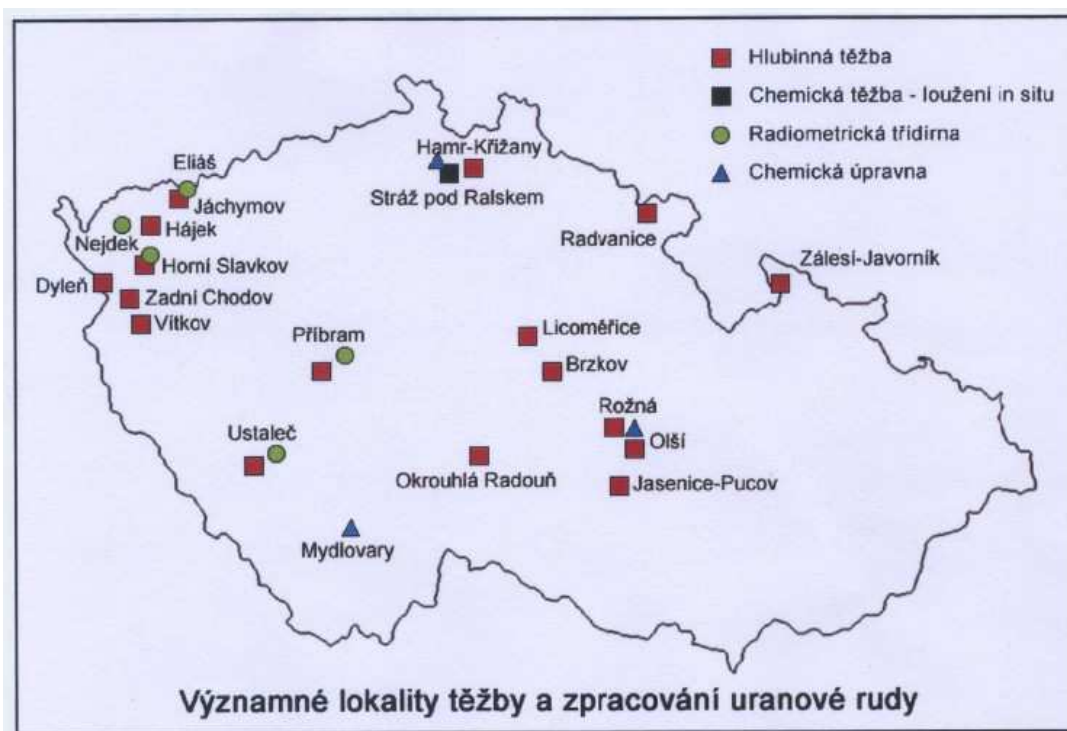 Hlubinná těžba
Chemická těžba - loužení in situ
Radiometrická třídírna
Chemická úpravna
Hamr-Křižany
Stráž pod Ralskem
Eliáš
Jáchymov
Hájek
Nejdek
Horní Slavkov
Dyleň
Zadní Chodov
Vítkov
Radvanice
Zálesí-Javorník
Příbram
Licoměřice
Brzkov
Rožná
Olší
Ustaleč
Okrouhlá Radouň
Jasenice-Pucov
Mydlovary
Významné lokality těžby a zpracování uranové rudy